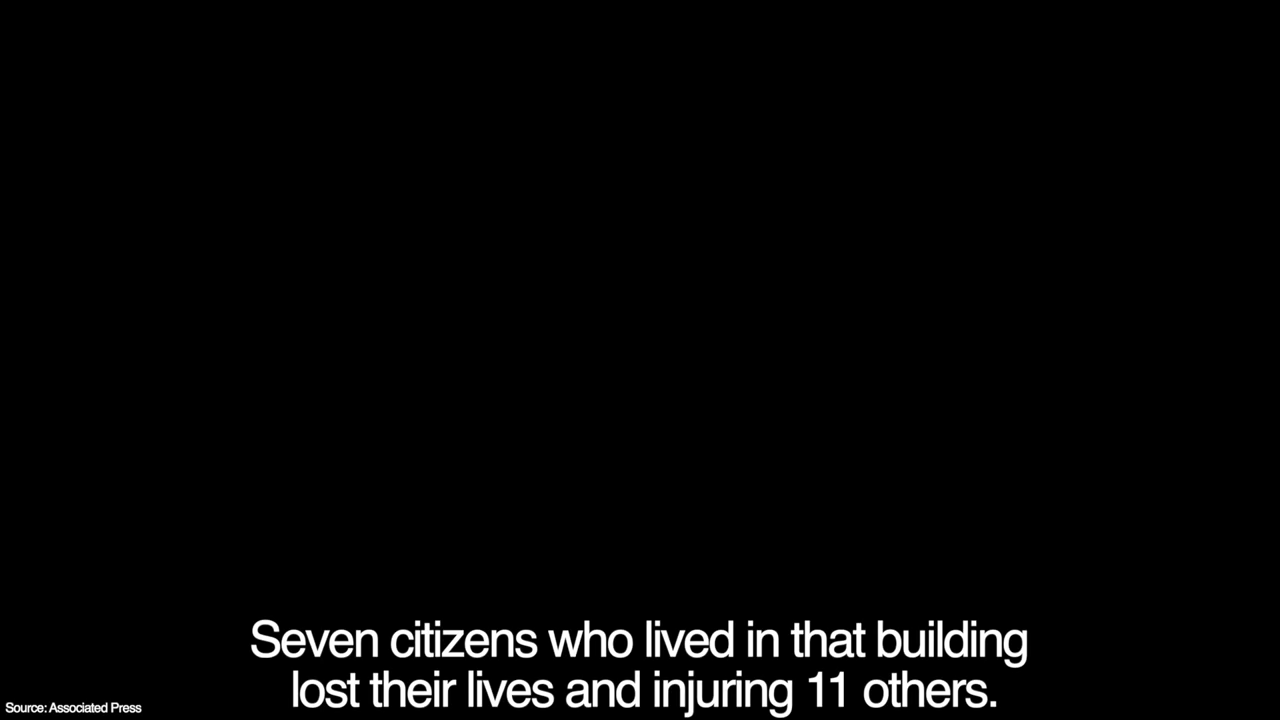 Seven citizens who lived in that building
lost their lives and injuring 11 others.
Source: Associated Press